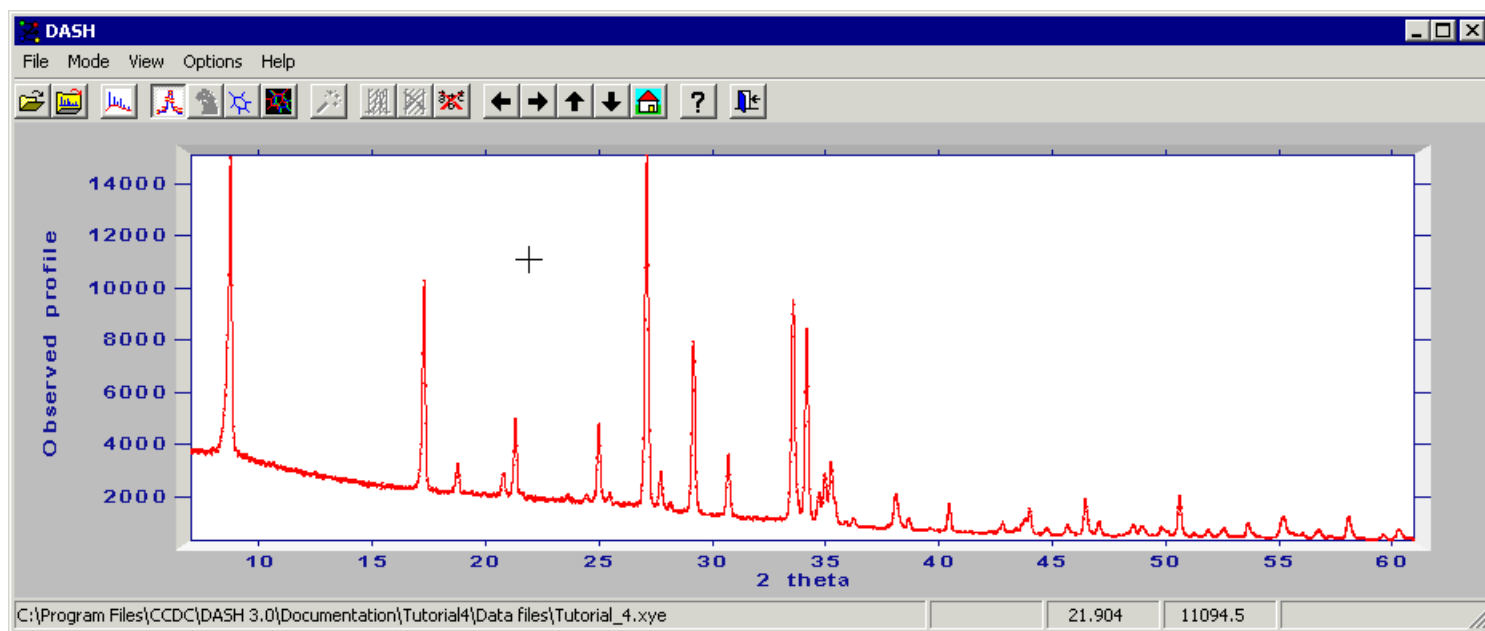 DASH
File Mode View Options Help
?
Observed profile
14000
12000
10000
8000
6000
4000
2000
10 15 20 25 30 35 40 45 50 55 60
2 theta
C:\Program Files\CCDC\DASH 3.0\Documentation\Tutorial4\Data files\Tutorial_4.xye 21.904 11094.5